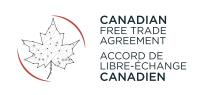 CANADIAN
FREE TRADE
AGREEMENT
ACCORD DE
LIBRE-ÉCHANGE
CANADIEN